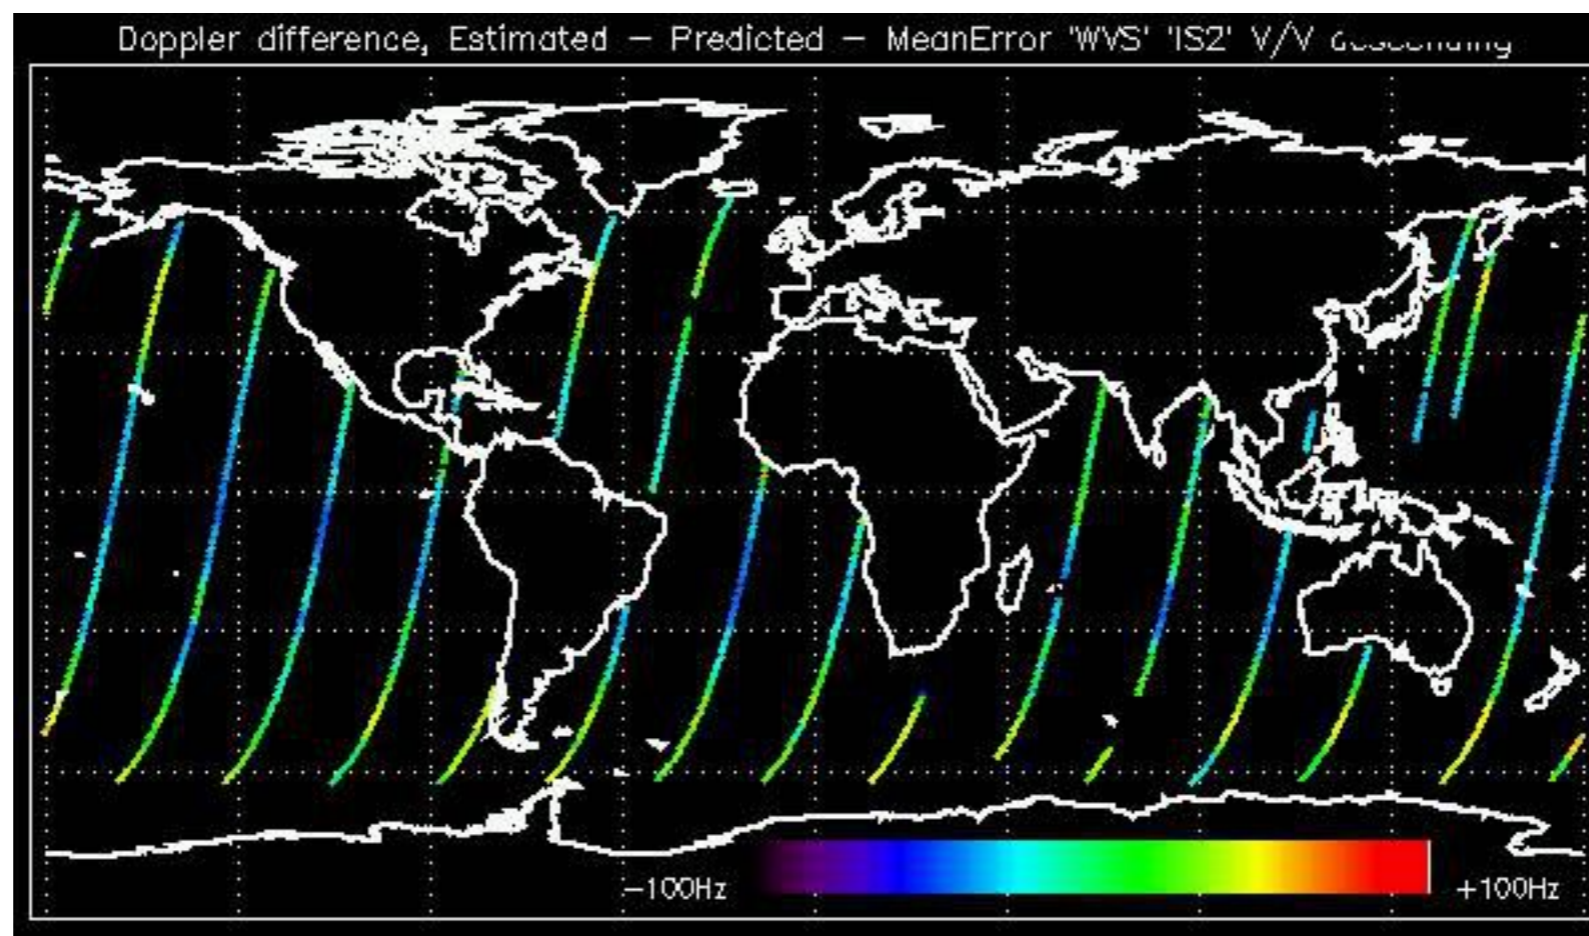 Doppler difference, Estimated - Predicted - MeanError 'WVS' 'IS2' V/V
-100Hz
+100Hz